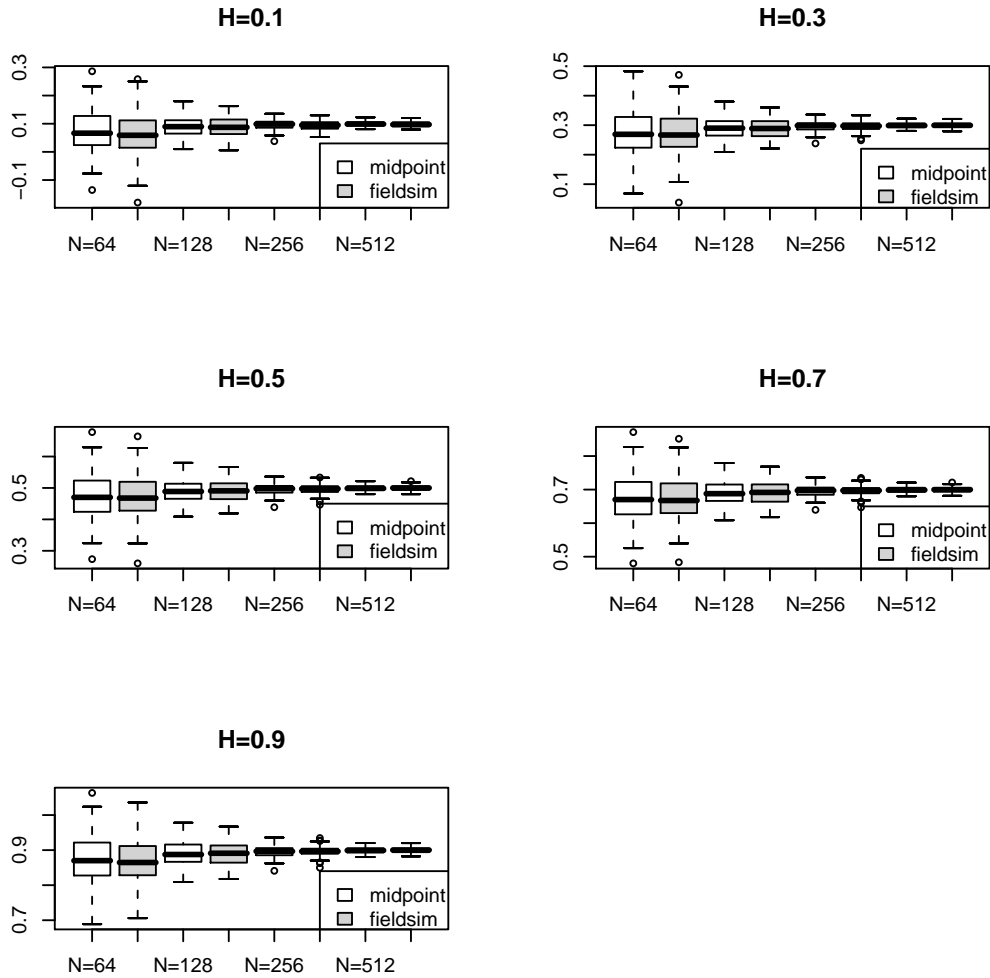 H=0.1
0.3
0.1
−0.1
midpoint
fieldsim
N=64 N=128 N=256 N=512
H=0.3
0.5
0.3
0.1
midpoint
fieldsim
N=64 N=128 N=256 N=512
H=0.5
0.5
0.3
midpoint
fieldsim
N=64 N=128 N=256 N=512
H=0.7
0.7
0.5
midpoint
fieldsim
N=64 N=128 N=256 N=512
H=0.9
0.9
0.7
midpoint
fieldsim
N=64 N=128 N=256 N=512